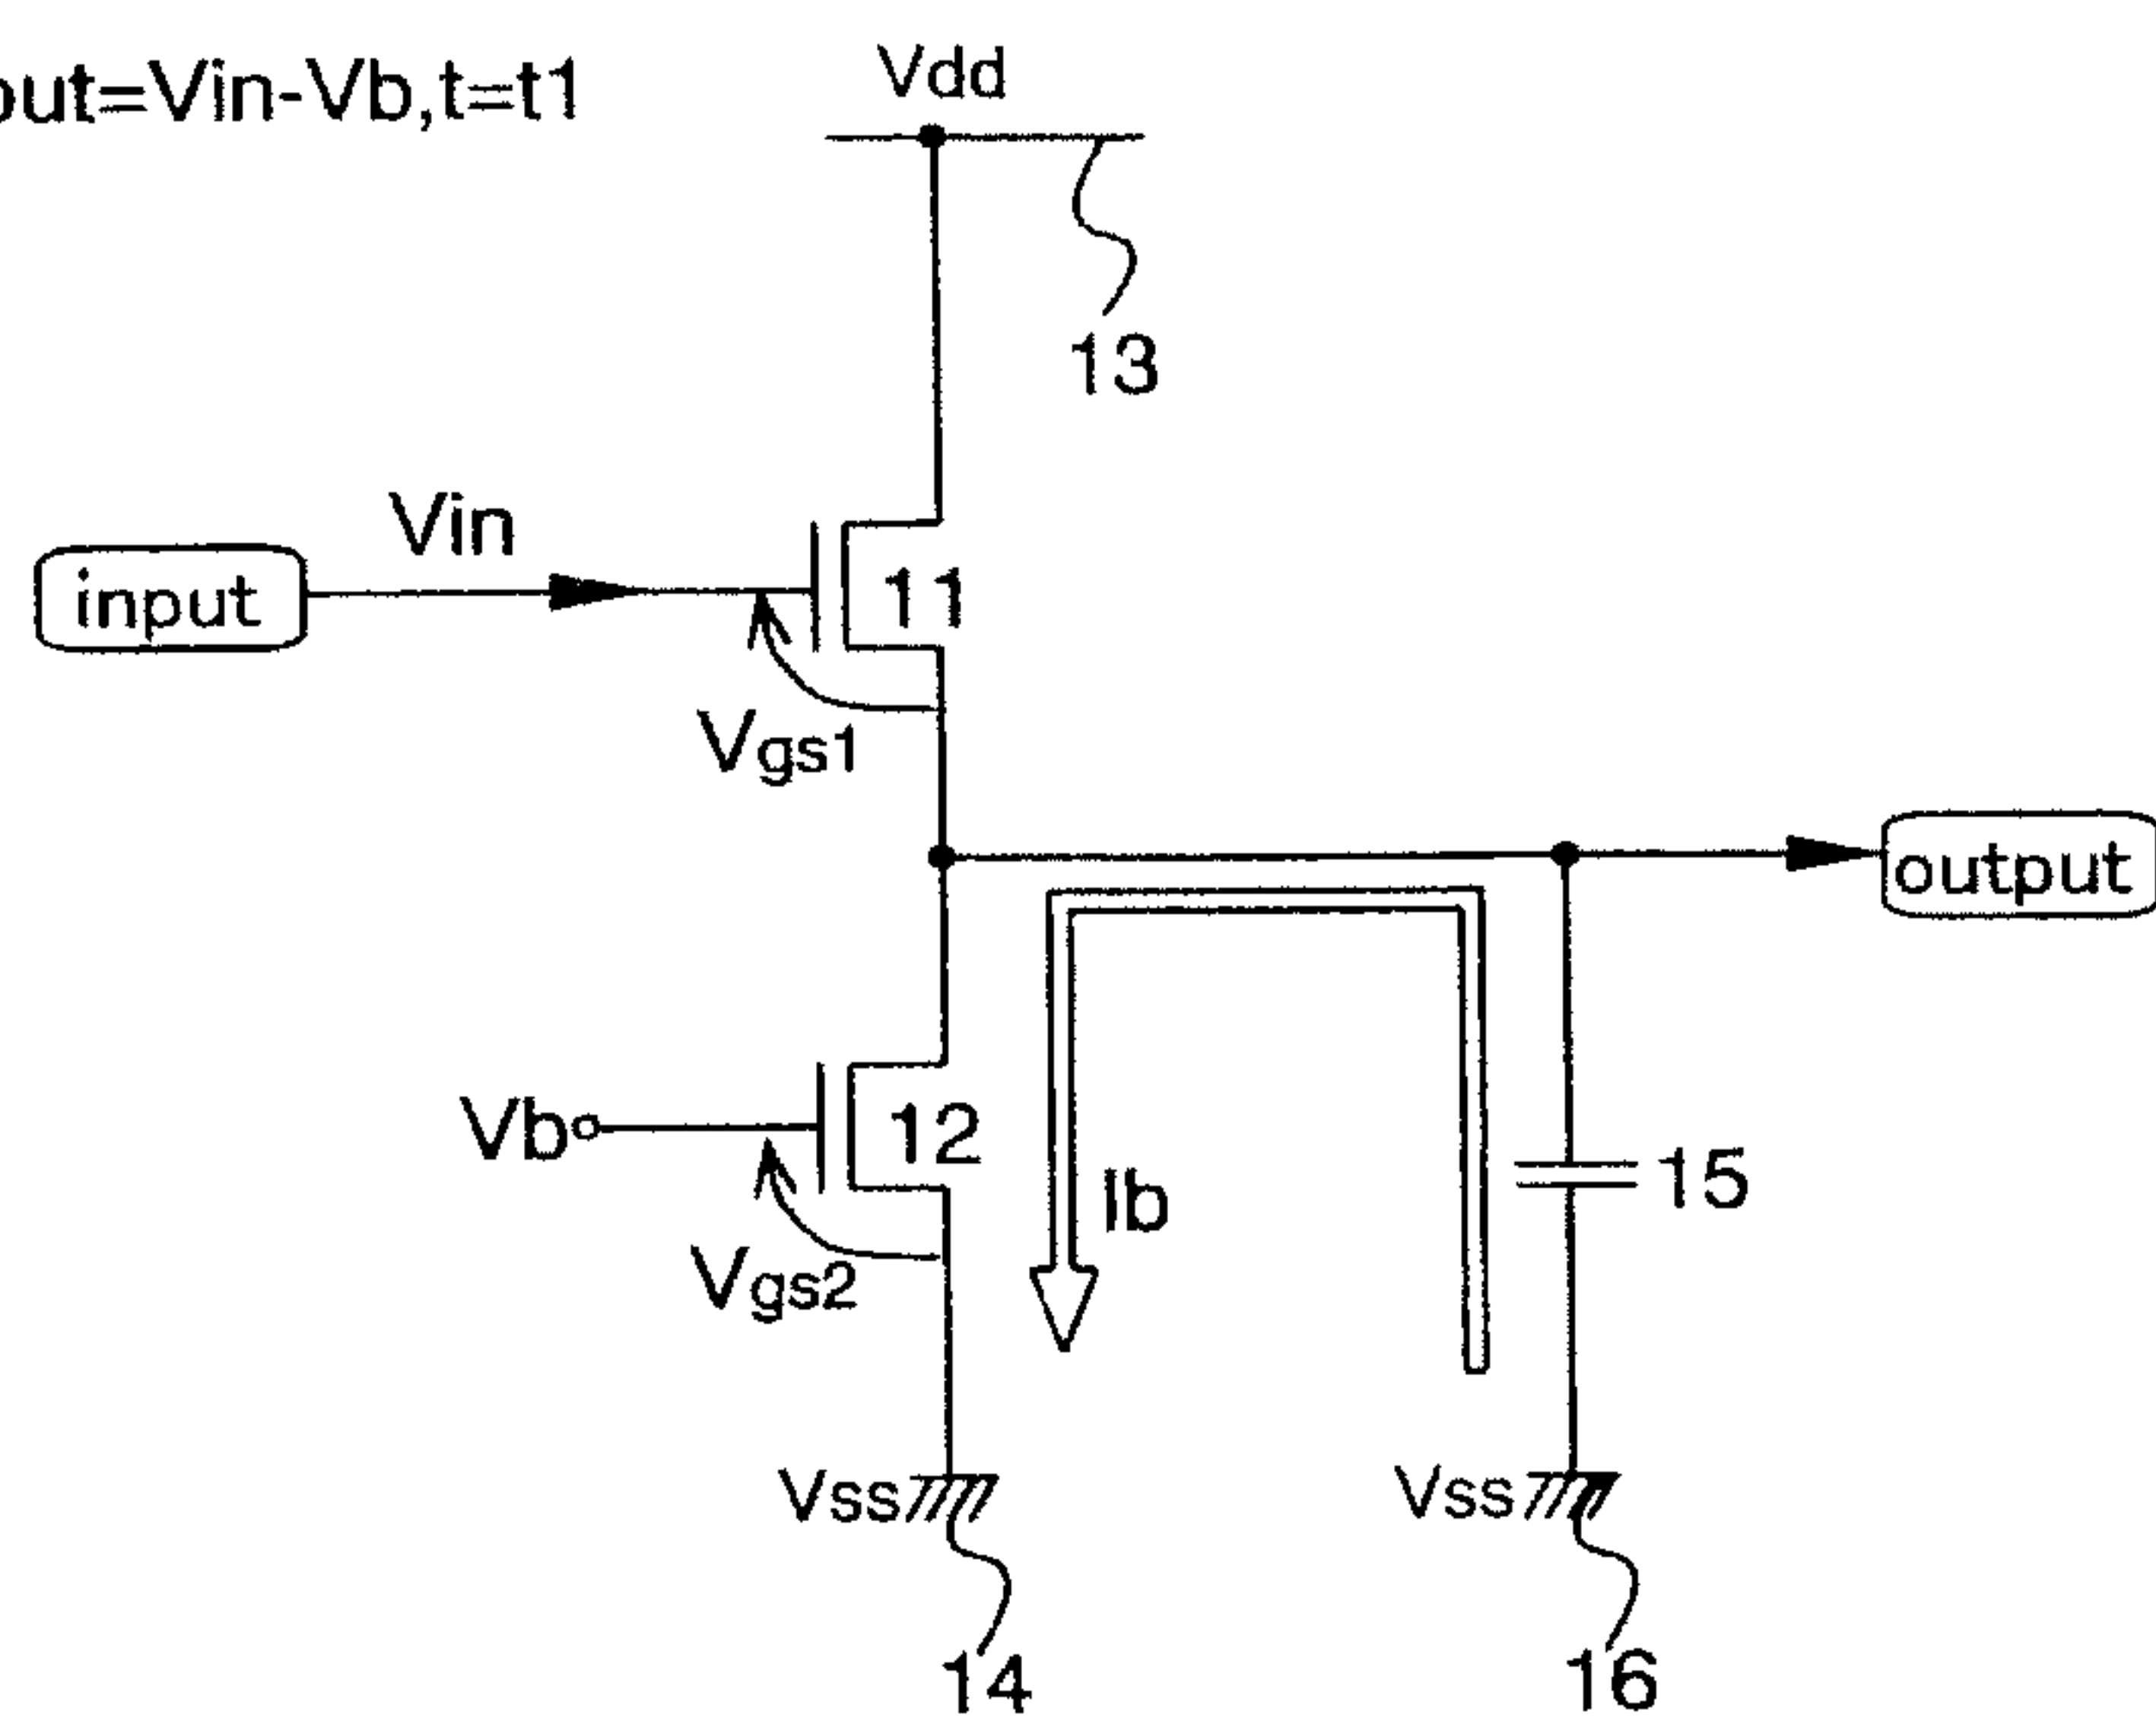 out=Vin-Vb,t=t1
Vdd
13
Vin
input
11
Vgs1
output
Vb
12
Ib
15
Vgs2
Vss
Vss
14
16